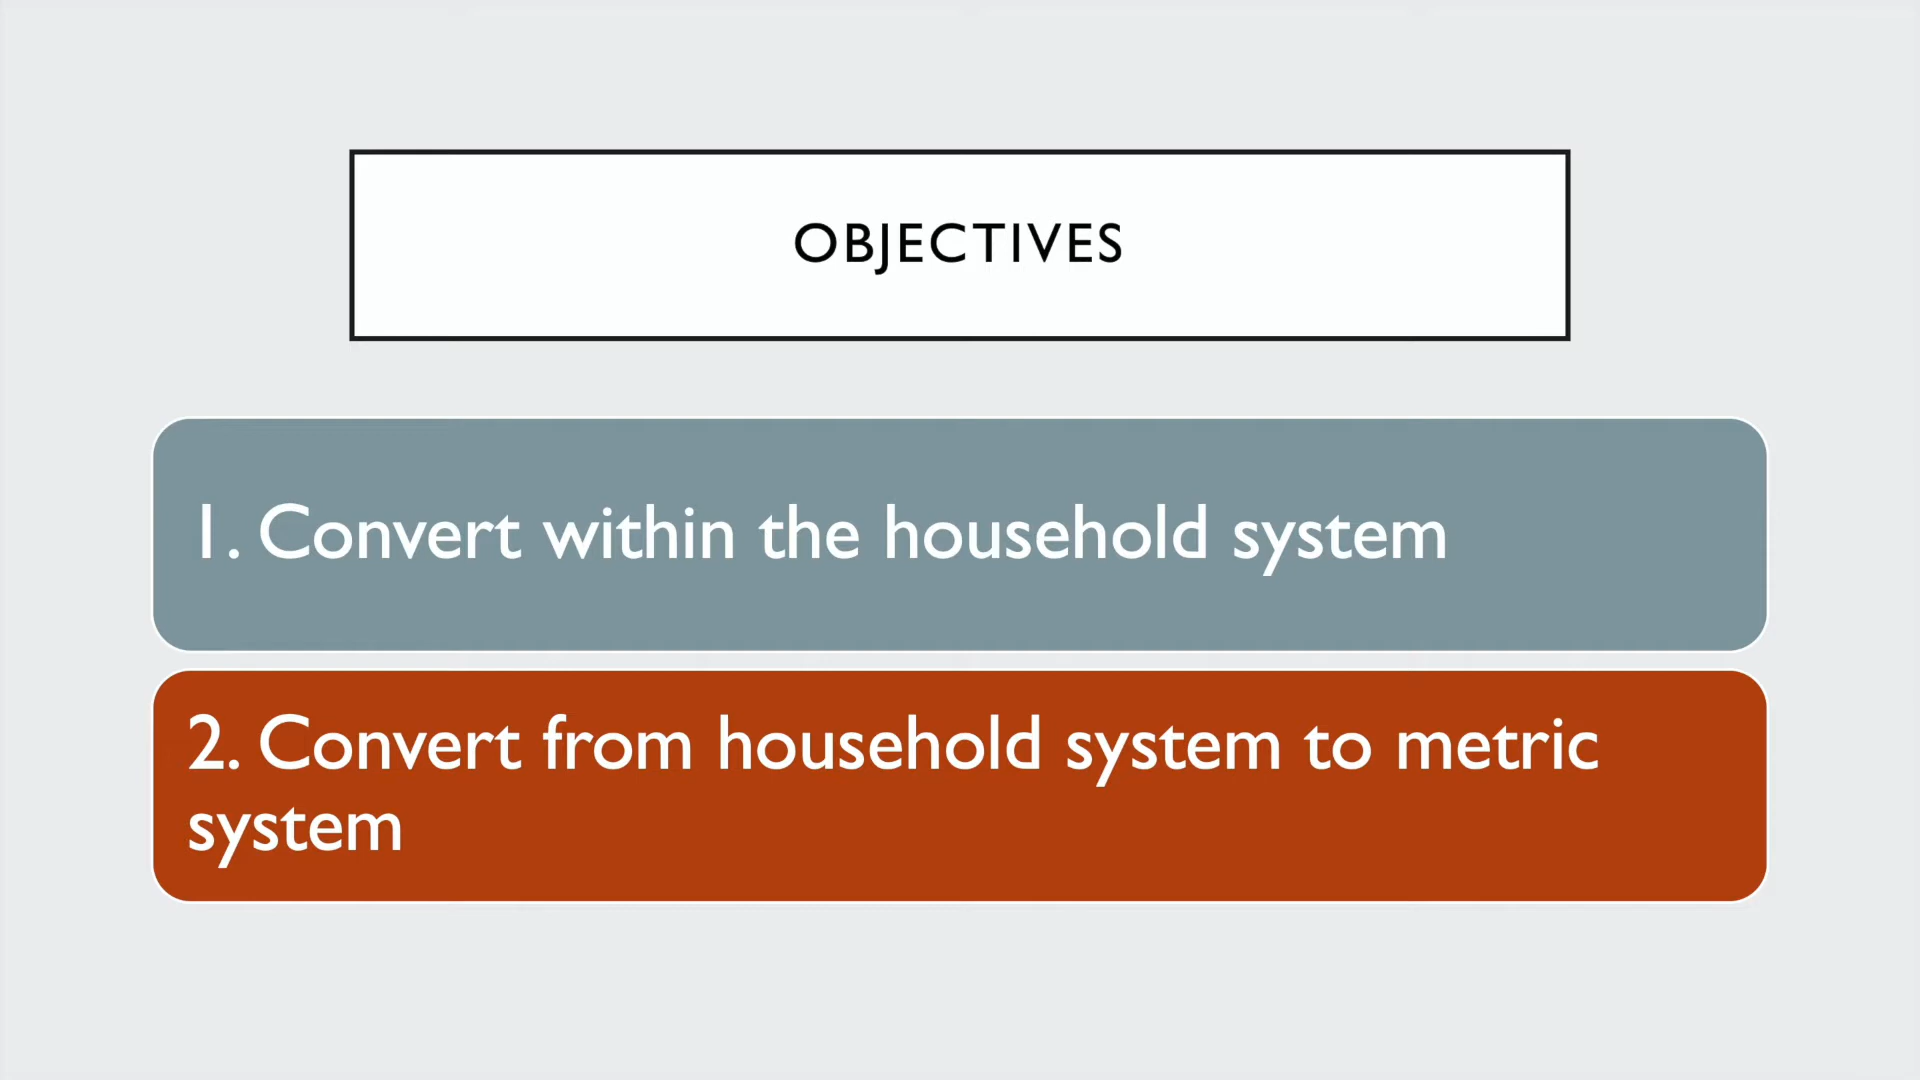 OBJECTIVES
1. Convert within the household system
2. Convert from household system to metric
system